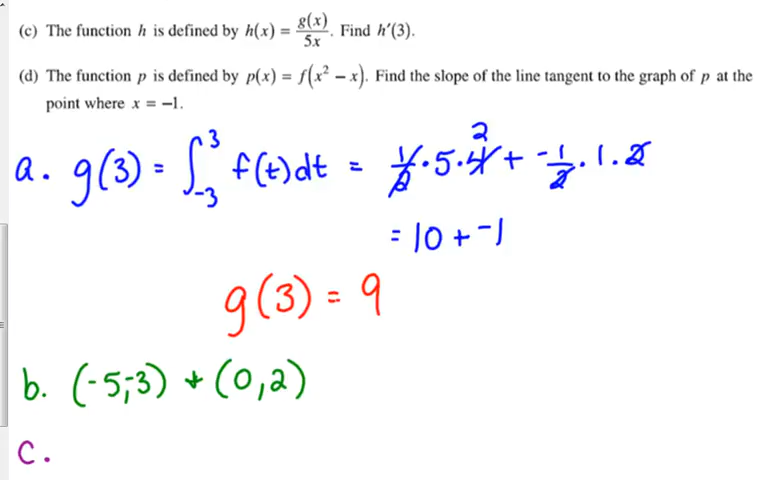 (c) The function h is defined by h(x) = g(x)/5x. Find h′(3).
(d) The function p is defined by p(x) = f(x² − x). Find the slope of the line tangent to the graph of p at the
point where x = −1.
a. g(3) = ∫₋₃³ f(t)dt = 1/2 · 5 · 4 2 + -1/2 · 1 · 2
= 10 + -1
g(3) = 9
b. (-5,-3) + (0,2)
c.